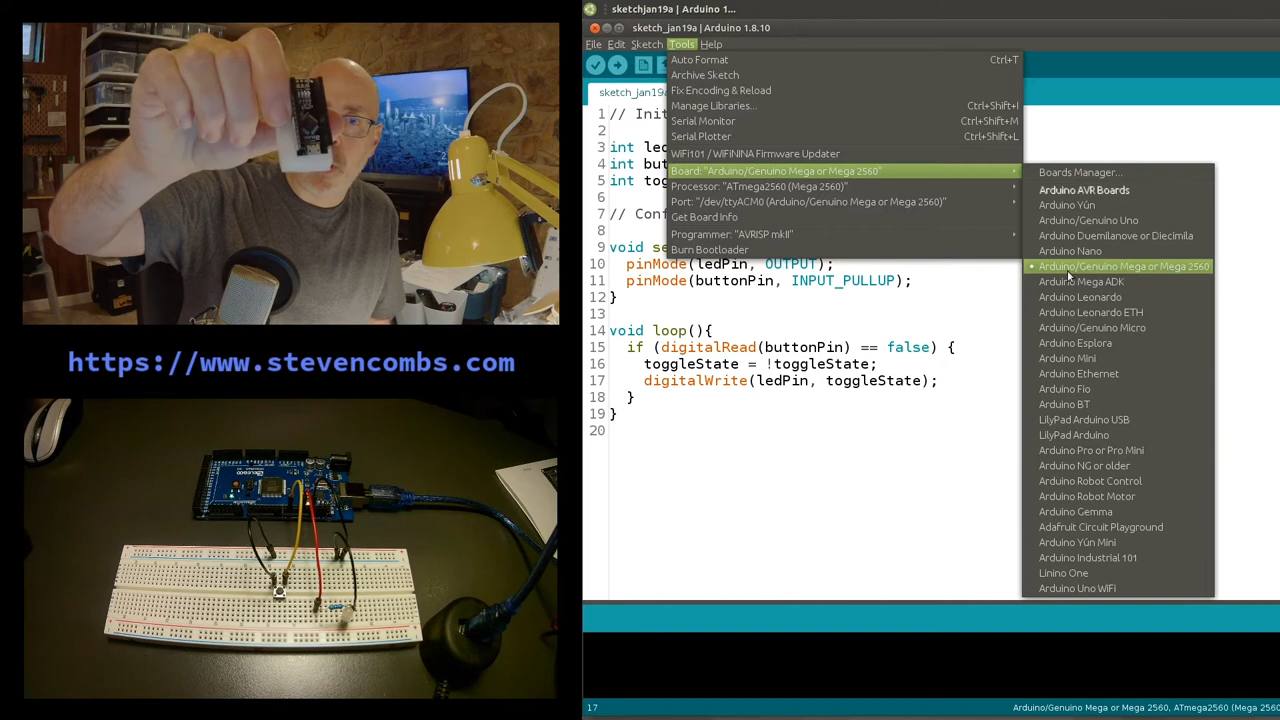 sketchjan19a | Arduino 1...
sketch_jan19a | Arduino 1.8.10
File Edit Sketch Tools Help
Auto Format Ctrl+T
Archive Sketch
Fix Encoding & Reload
Manage Libraries... Ctrl+Shift+I
Serial Monitor Ctrl+Shift+M
Serial Plotter Ctrl+Shift+L
WiFi101 / WiFiNINA Firmware Updater
Board: "Arduino/Genuino Mega or Mega 2560"
Processor: "ATmega2560 (Mega 2560)"
Port: "/dev/ttyACM0 (Arduino/Genuino Mega or Mega 2560)"
Get Board Info
Programmer: "AVRISP mkII"
Burn Bootloader
Boards Manager...
Arduino AVR Boards
Arduino Yún
Arduino/Genuino Uno
Arduino Duemilanove or Diecimila
Arduino Nano
Arduino/Genuino Mega or Mega 2560
Arduino Mega ADK
Arduino Leonardo
Arduino Leonardo ETH
Arduino/Genuino Micro
Arduino Esplora
Arduino Mini
Arduino Ethernet
Arduino Fio
Arduino BT
LilyPad Arduino USB
LilyPad Arduino
Arduino Pro or Pro Mini
Arduino NG or older
Arduino Robot Control
Arduino Robot Motor
Arduino Gemma
Adafruit Circuit Playground
Arduino Yún Mini
Arduino Industrial 101
Linino One
Arduino Uno WiFi
sketch_jan19a
1 // Init
2
3 int led
4 int but
5 int tog
6
7 // Conf
8
9 void se
10 pinMode(ledPin, OUTPUT);
11 pinMode(buttonPin, INPUT_PULLUP);
12 }
13
14 void loop(){
15 if (digitalRead(buttonPin) == false) {
16 toggleState = !toggleState;
17 digitalWrite(ledPin, toggleState);
18 }
19 }
20
17 Arduino/Genuino Mega or Mega 2560, ATmega2560 (Mega 2560)
https://www.stevencombs.com